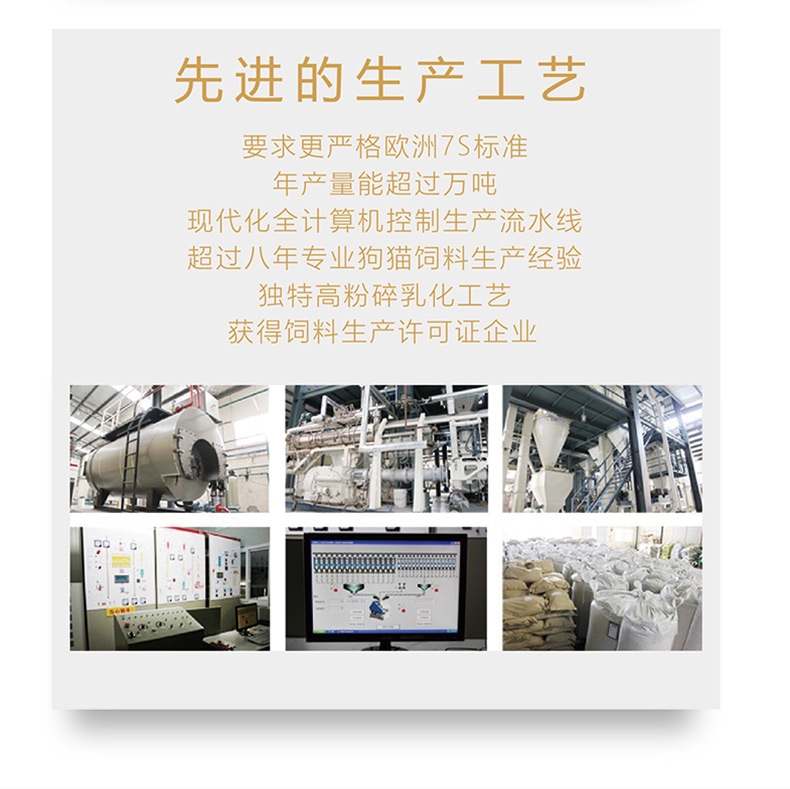 先进的生产工艺
要求更严格欧洲7S标准
年产量能超过万吨
现代化全计算机控制生产流水线
超过八年专业狗猫饲料生产经验
独特高粉碎乳化工艺
获得饲料生产许可证企业